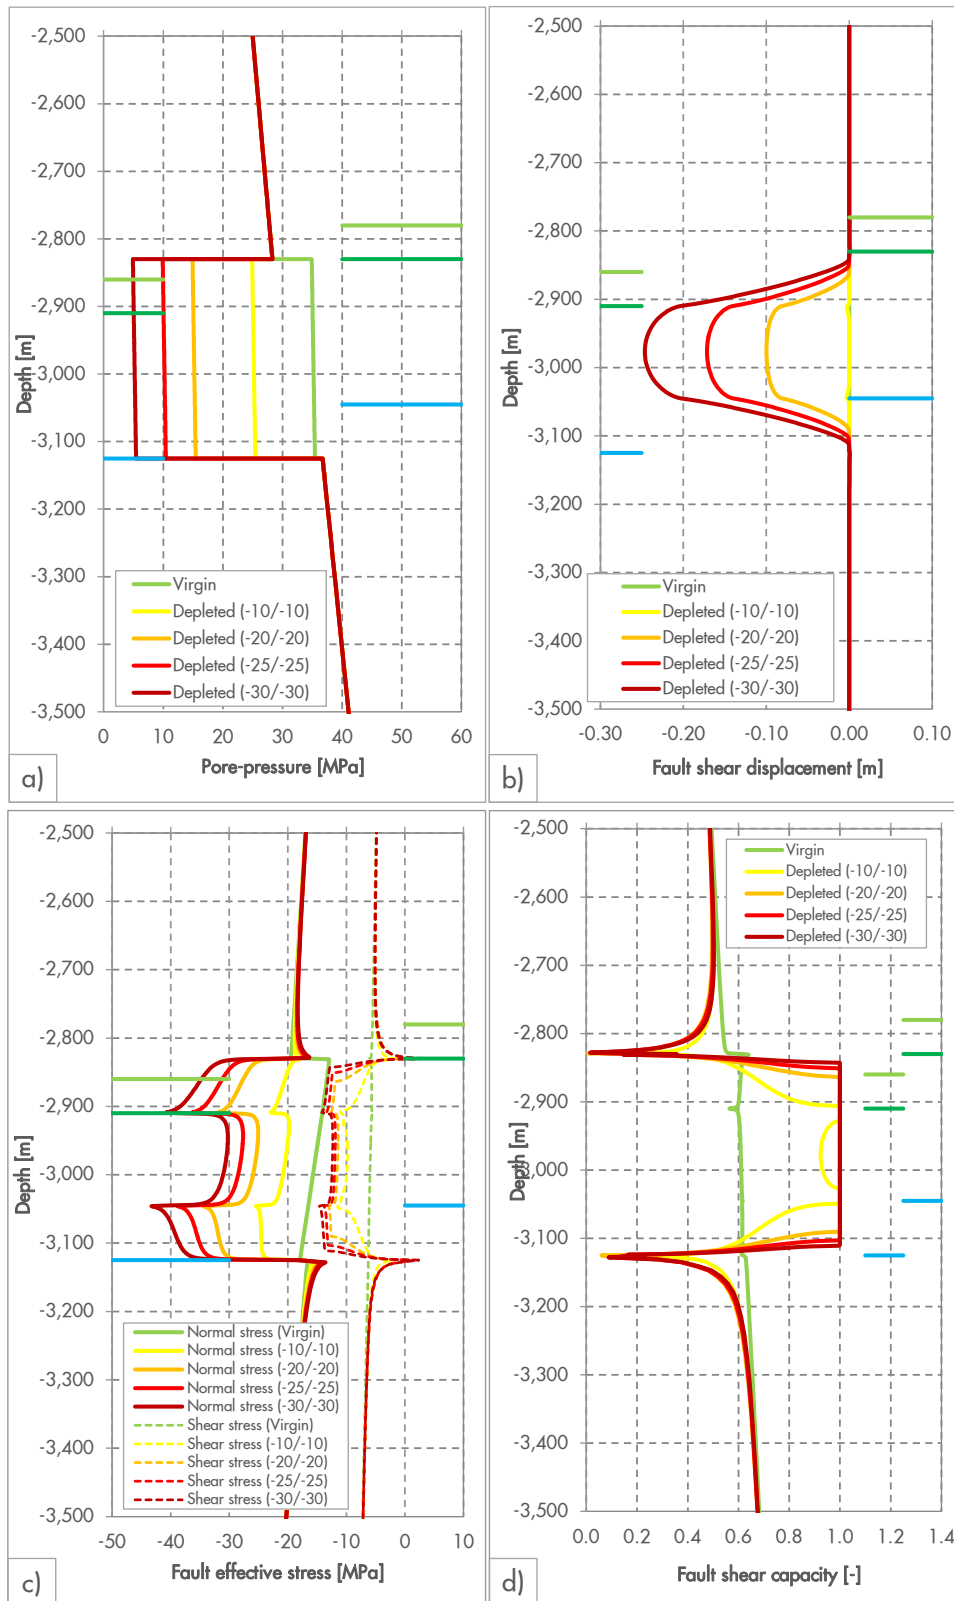 -2,500
-2,600
-2,700
-2,800
-2,900
-3,000
-3,100
-3,200
-3,300
-3,400
-3,500
Depth [m]
0 10 20 30 40 50 60
Pore-pressure [MPa]
Virgin
Depleted (-10/-10)
Depleted (-20/-20)
Depleted (-25/-25)
Depleted (-30/-30)
a)
-2,500
-2,600
-2,700
-2,800
-2,900
-3,000
-3,100
-3,200
-3,300
-3,400
-3,500
Depth [m]
-0.30 -0.20 -0.10 0.00 0.10
Fault shear displacement [m]
Virgin
Depleted (-10/-10)
Depleted (-20/-20)
Depleted (-25/-25)
Depleted (-30/-30)
b)
-2,500
-2,600
-2,700
-2,800
-2,900
-3,000
-3,100
-3,200
-3,300
-3,400
-3,500
Depth [m]
-50 -40 -30 -20 -10 0 10
Fault effective stress [MPa]
Normal stress (Virgin)
Normal stress (-10/-10)
Normal stress (-20/-20)
Normal stress (-25/-25)
Normal stress (-30/-30)
Shear stress (Virgin)
Shear stress (-10/-10)
Shear stress (-20/-20)
Shear stress (-25/-25)
Shear stress (-30/-30)
c)
-2,500
-2,600
-2,700
-2,800
-2,900
-3,000
-3,100
-3,200
-3,300
-3,400
-3,500
Depth [m]
0.0 0.2 0.4 0.6 0.8 1.0 1.2 1.4
Fault shear capacity [-]
Virgin
Depleted (-10/-10)
Depleted (-20/-20)
Depleted (-25/-25)
Depleted (-30/-30)
d)